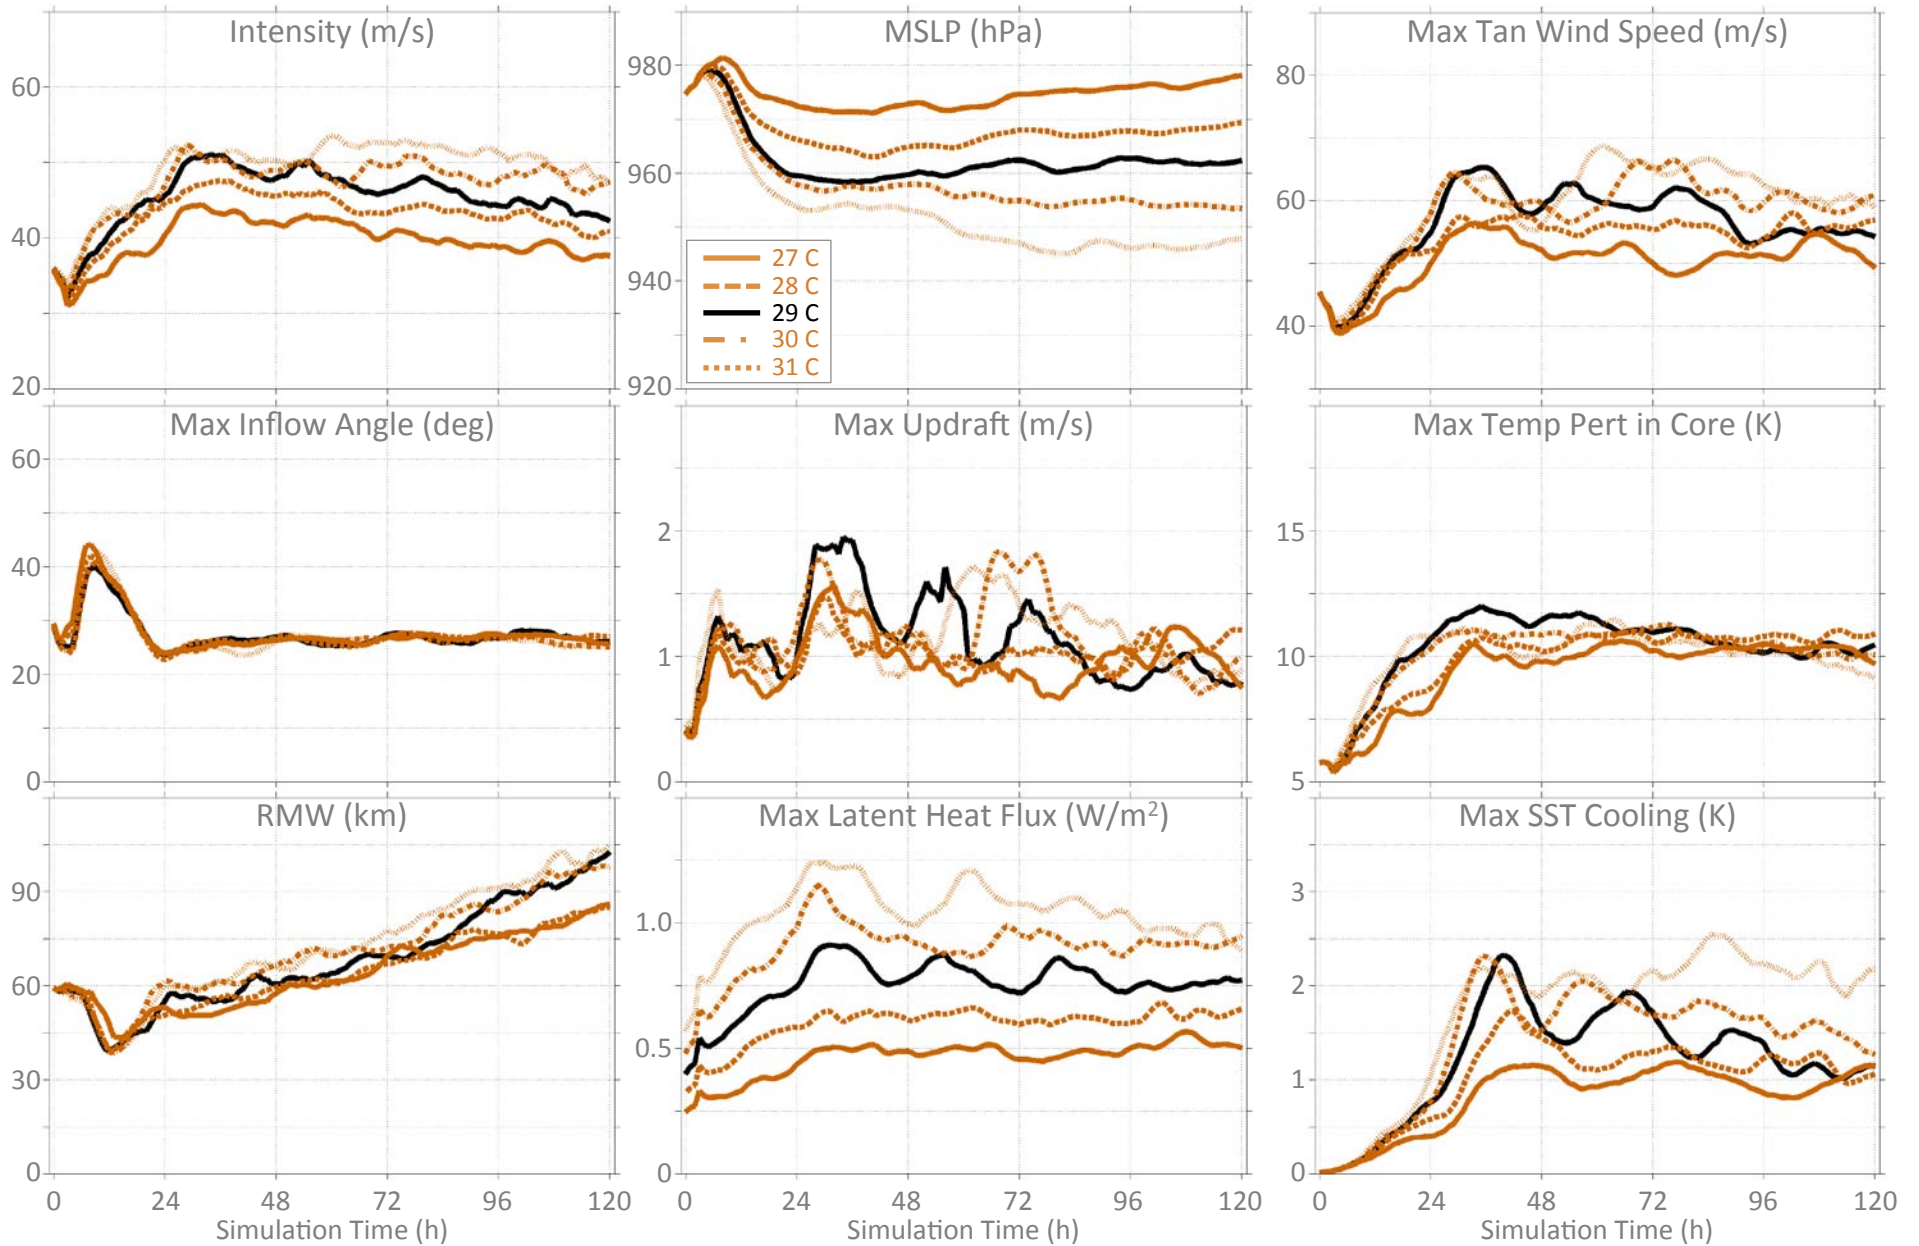 Intensity (m/s)
60
40
20
MSLP (hPa)
980
960
940
920
27 C
28 C
29 C
30 C
31 C
Max Tan Wind Speed (m/s)
80
60
40
Max Inflow Angle (deg)
60
40
20
0
Max Updraft (m/s)
2
1
0
Max Temp Pert in Core (K)
15
10
5
RMW (km)
90
60
30
0
0 24 48 72 96 120
Simulation Time (h)
Max Latent Heat Flux (W/m²)
1.0
0.5
0
0 24 48 72 96 120
Simulation Time (h)
Max SST Cooling (K)
3
2
1
0
0 24 48 72 96 120
Simulation Time (h)